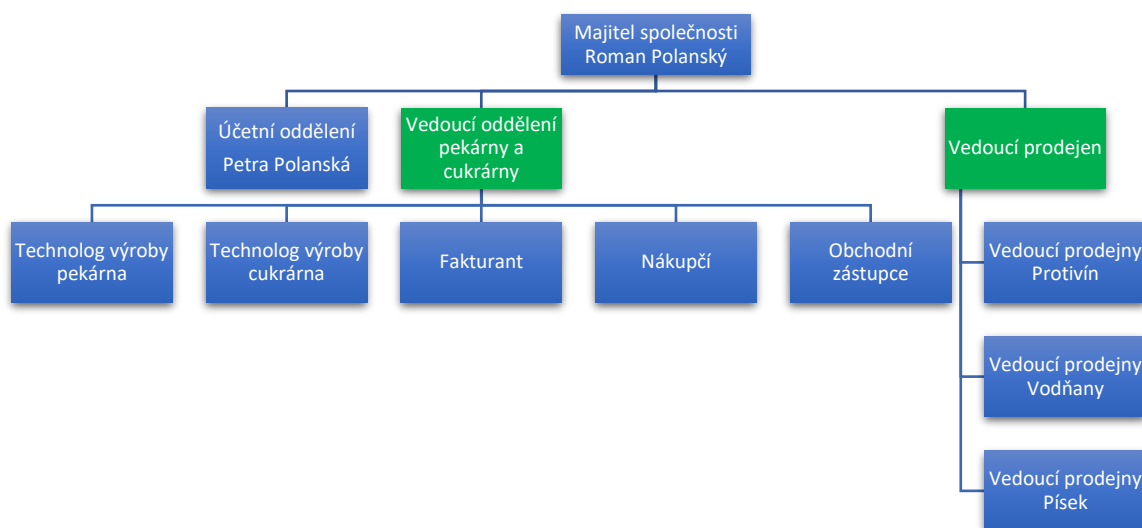 Majitel společnosti
Roman Polanský
Účetní oddělení
Petra Polanská
Vedoucí oddělení
pekárny a
cukrárny
Vedoucí prodejen
Technolog výroby
pekárna
Technolog výroby
cukrárna
Fakturant
Nákupčí
Obchodní
zástupce
Vedoucí prodejny
Protivín
Vedoucí prodejny
Vodňany
Vedoucí prodejny
Písek